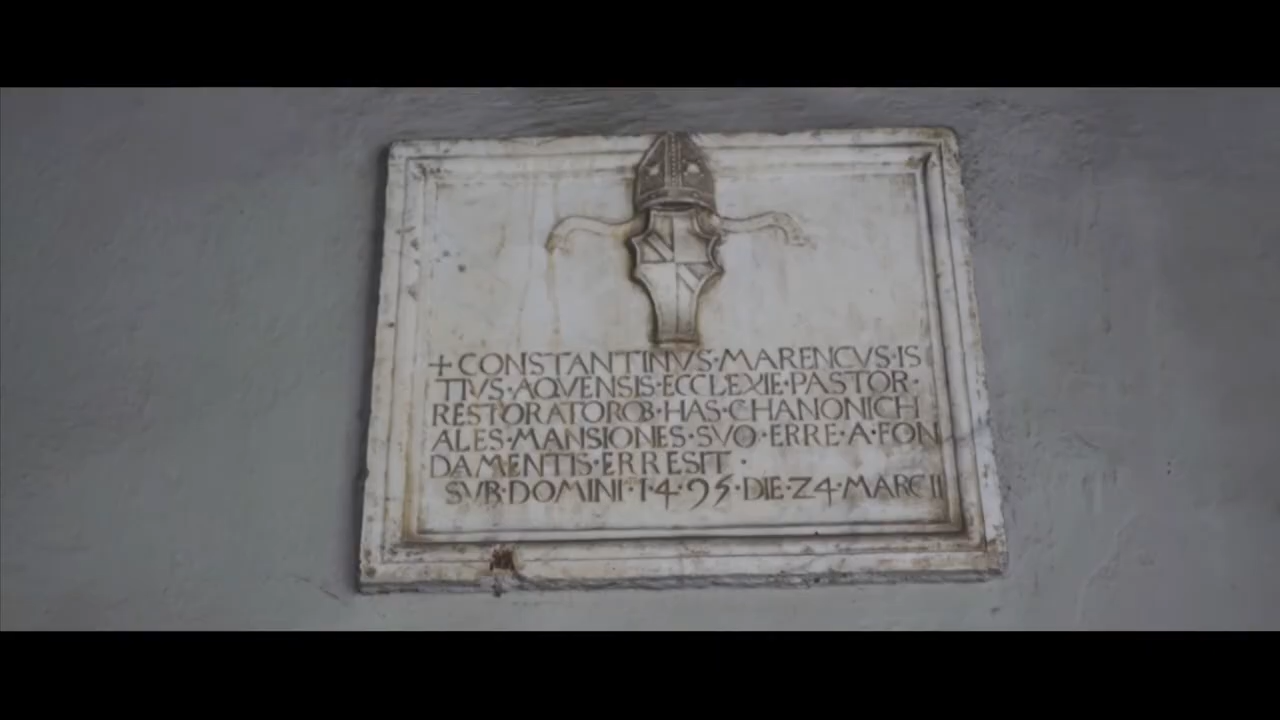 + CONSTANTINVS·MARENCVS·IS
TIVS·AQVENSIS·ECCLEXIE·PASTOR·
HAS·CHANONICH
ALES·MANSIONES·SVO·ERRE·A·FON
DAMENTIS·ERRESIT·
SVB·DOMINI·1495·DIE·24·MARCII